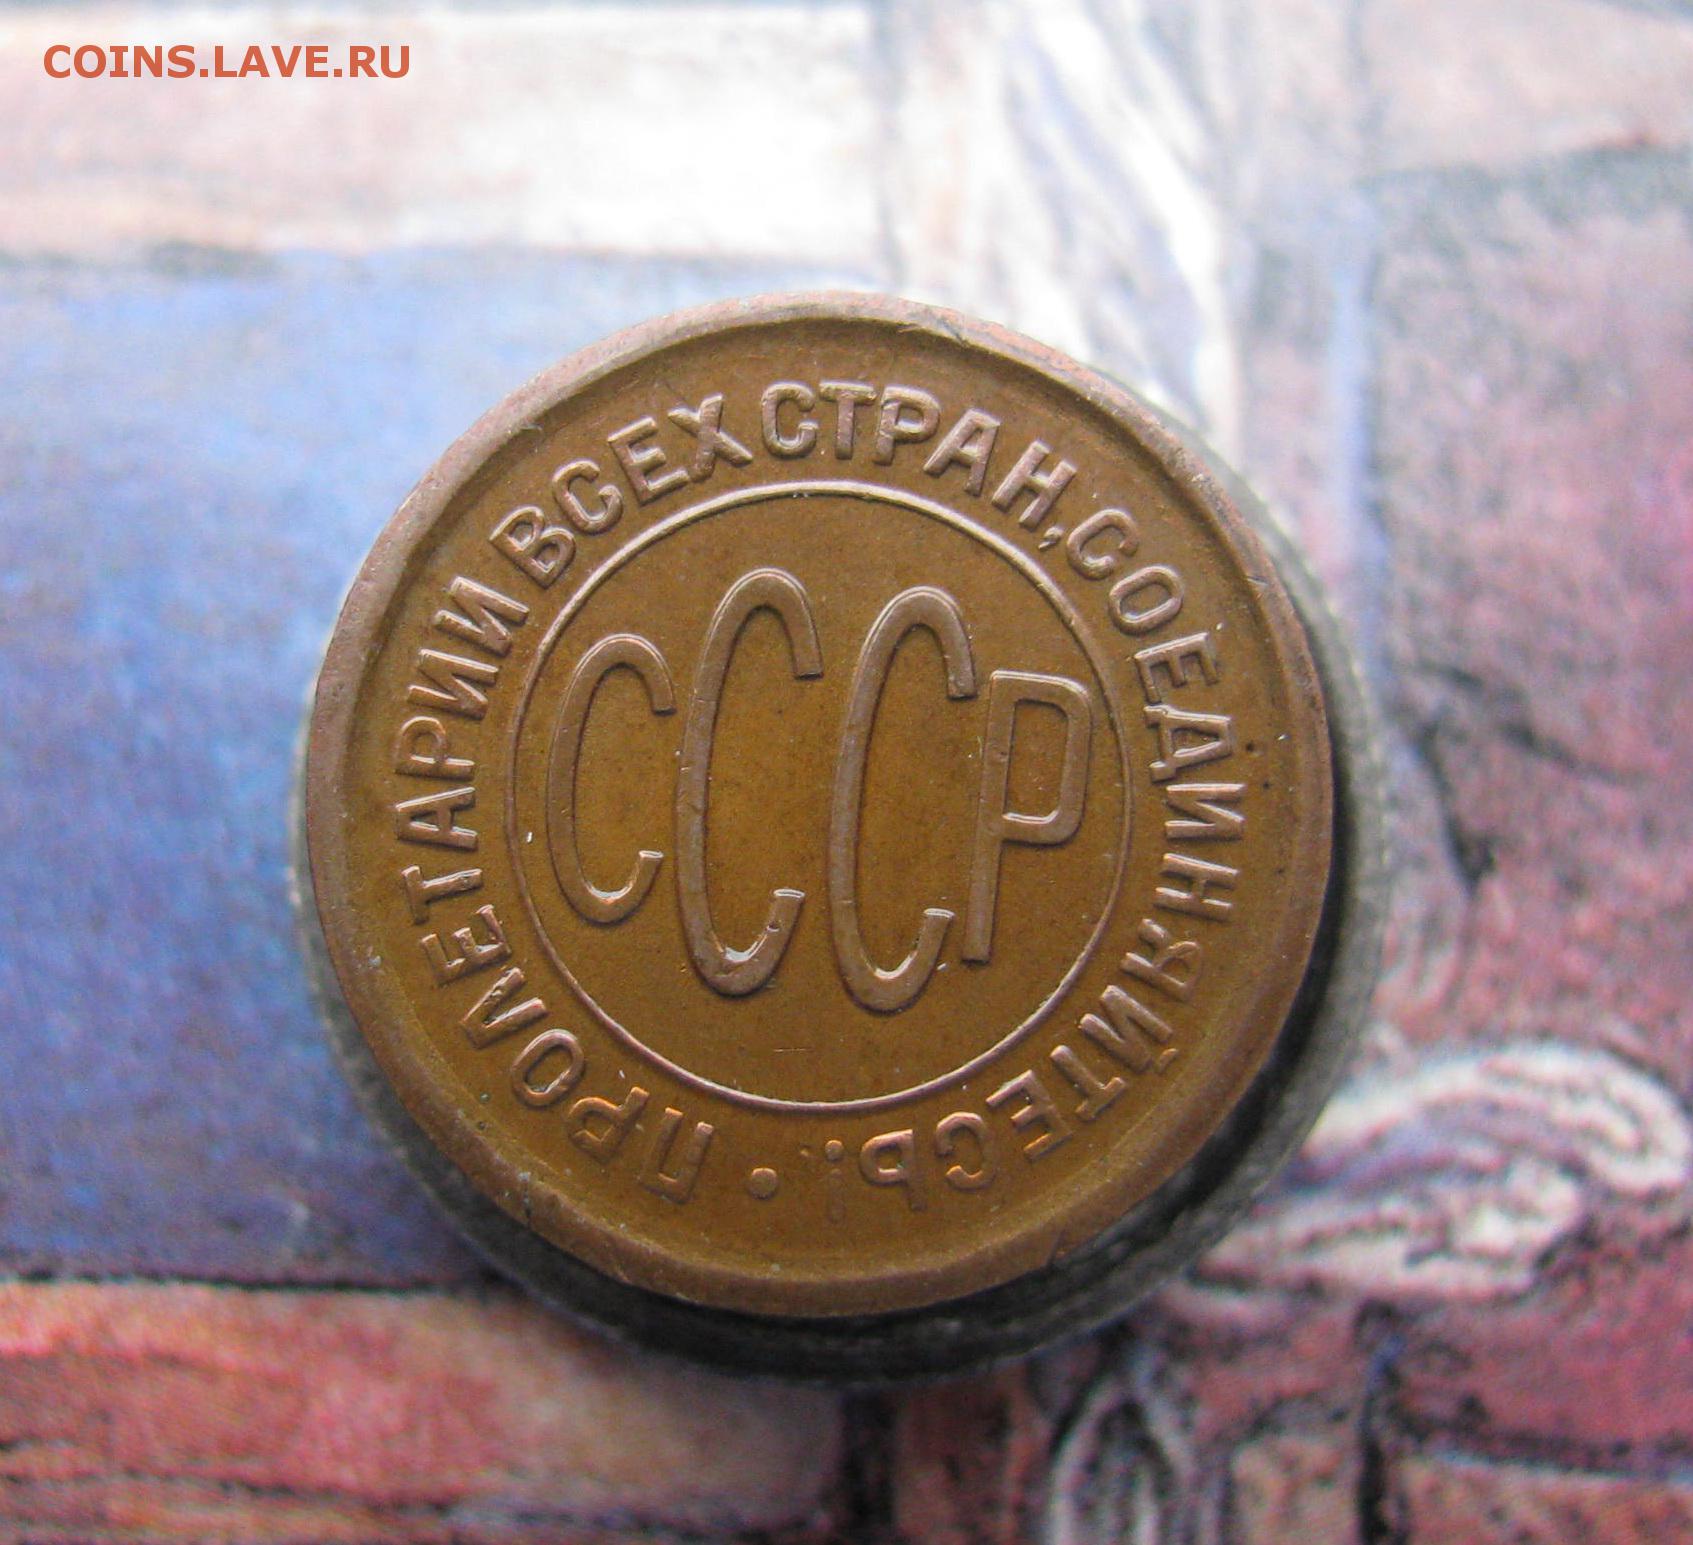 COINS.LAVE.RU
ПРОЛЕТАРИИ ВСЕХ СТРАН, СОЕДИНЯЙТЕСЬ! •
СССР